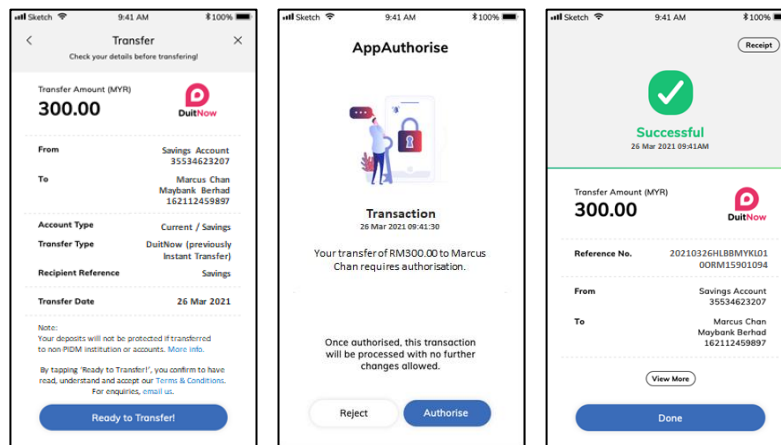 Sketch 9:41 AM 100%
Transfer
Check your details before transfering!
Transfer Amount (MYR)
300.00
DuitNow
From Savings Account
35534623207
To Marcus Chan
Maybank Berhad
162112459897
Account Type Current / Savings
Transfer Type DuitNow (previously
Instant Transfer)
Recipient Reference Savings
Transfer Date 26 Mar 2021
Note:
Your deposits will not be protected if transferred
to non PIDM institution or accounts. More info.
By tapping 'Ready to Transfer!', you confirm to have
read, understand and accept our Terms & Conditions.
For enquiries, email us.
Ready to Transfer!
Sketch 9:41 AM 100%
AppAuthorise
Transaction
26 Mar 2021 09:41:30
Your transfer of RM300.00 to Marcus
Chan requires authorisation.
Once authorised, this transaction
will be processed with no further
changes allowed.
Reject Authorise
Sketch 9:41 AM 100%
Receipt
Successful
26 Mar 2021 09:41AM
Transfer Amount (MYR)
300.00
DuitNow
Reference No. 20210326HLBBMYKL01
0ORM15901094
From Savings Account
35534623207
To Marcus Chan
Maybank Berhad
162112459897
View More
Done